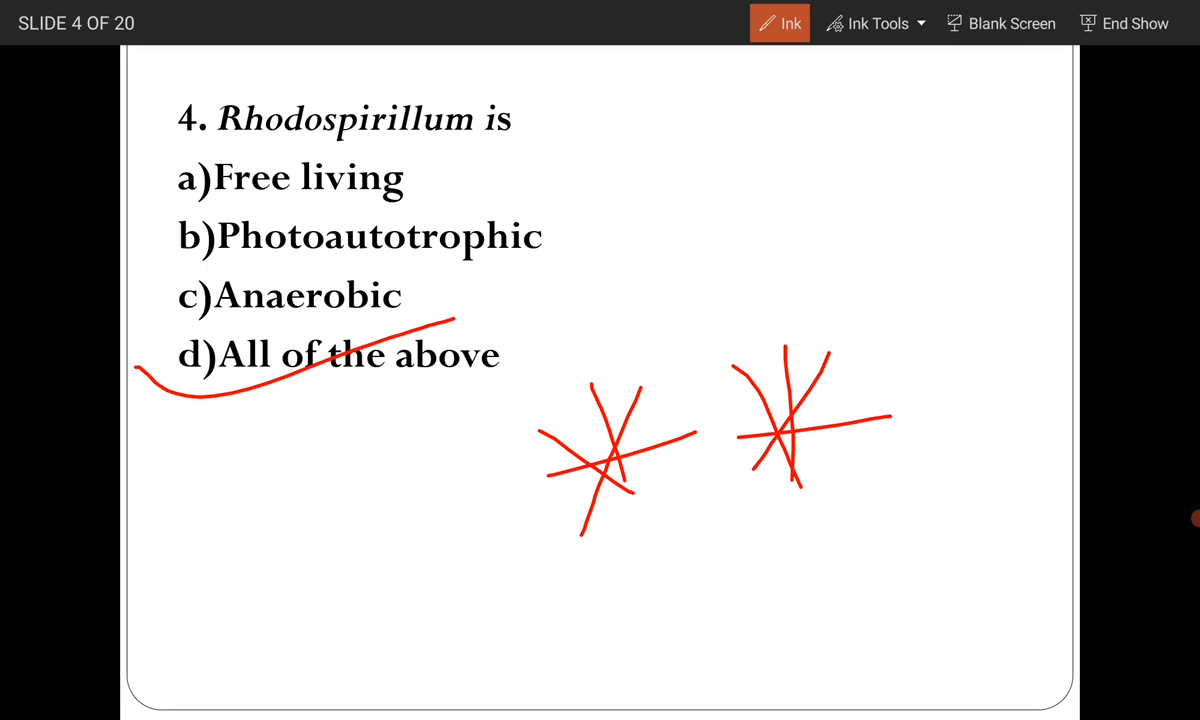 SLIDE 4 OF 20 Ink Ink Tools Blank Screen End Show
4. Rhodospirillum is
a)Free living
b)Photoautotrophic
c)Anaerobic
d)All of the above